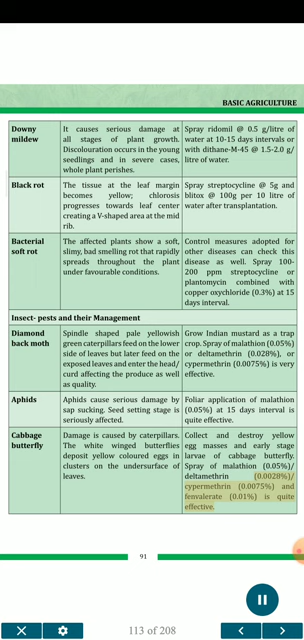 BASIC AGRICULTURE
Downy
mildew
It causes serious damage at
all stages of plant growth.
Discolouration occurs in the young
seedlings and in severe cases,
whole plant perishes.
Spray ridomil @ 0.5 g/litre of
water at 10-15 days intervals or
with dithane-M-45 @ 1.5-2.0 g/
litre of water.
Black rot
The tissue at the leaf margin
becomes yellow; chlorosis
progresses towards leaf center
creating a V-shaped area at the mid
rib.
Spray streptocycline @ 5g and
blitox @ 100g per 10 litre of
water after transplantation.
Bacterial
soft rot
The affected plants show a soft,
slimy, bad smelling rot that rapidly
spreads throughout the plant
under favourable conditions.
Control measures adopted for
other diseases can check this
disease as well. Spray 100-
200 ppm streptocycline or
plantomycin combined with
copper oxychloride (0.3%) at 15
days interval.
Insect- pests and their Management
Diamond
back moth
Spindle shaped pale yellowish
green caterpillars feed on the lower
side of leaves but later feed on the
exposed leaves and enter the head/
curd affecting the produce as well
as quality.
Grow Indian mustard as a trap
crop. Spray of malathion (0.05%)
or deltamethrin (0.028%), or
cypermethrin (0.0075%) is very
effective.
Aphids
Aphids cause serious damage by
sap sucking. Seed setting stage is
seriously affected.
Foliar application of malathion
(0.05%) at 15 days interval is
quite effective.
Cabbage
butterfly
Damage is caused by caterpillars.
The white winged butterflies
deposit yellow coloured eggs in
clusters on the undersurface of
leaves.
Collect and destroy yellow
egg masses and early stage
larvae of cabbage butterfly.
Spray of malathion (0.05%)/
deltamethrin (0.0028%)/
cypermethrin (0.0075%) and
fenvalerate (0.01%) is quite
effective.
91
113 of 208